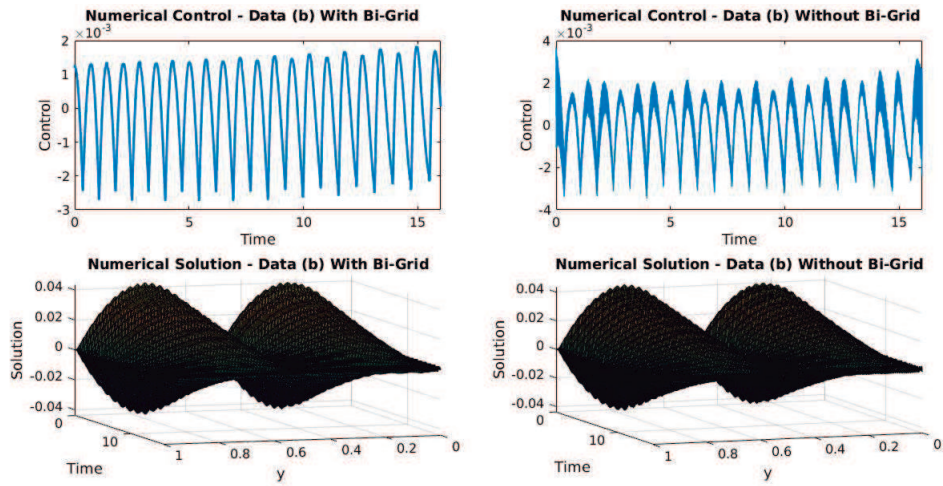 Numerical Control - Data (b) With Bi-Grid
×10⁻³
2
1
0
-1
-2
-3
Control
0 5 10 15
Time
Numerical Control - Data (b) Without Bi-Grid
×10⁻³
4
2
0
-2
-4
Control
0 5 10 15
Time
Numerical Solution - Data (b) With Bi-Grid
0.04
0.02
0
-0.02
-0.04
Solution
0
10
Time
1 0.8 0.6 0.4 0.2 0
y
Numerical Solution - Data (b) Without Bi-Grid
0.04
0.02
0
-0.02
-0.04
Solution
0
10
Time
1 0.8 0.6 0.4 0.2 0
y